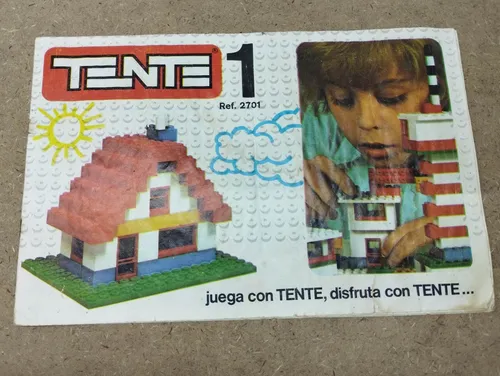 TENTE 1
Ref. 2701
juega con TENTE, disfruta con TENTE...